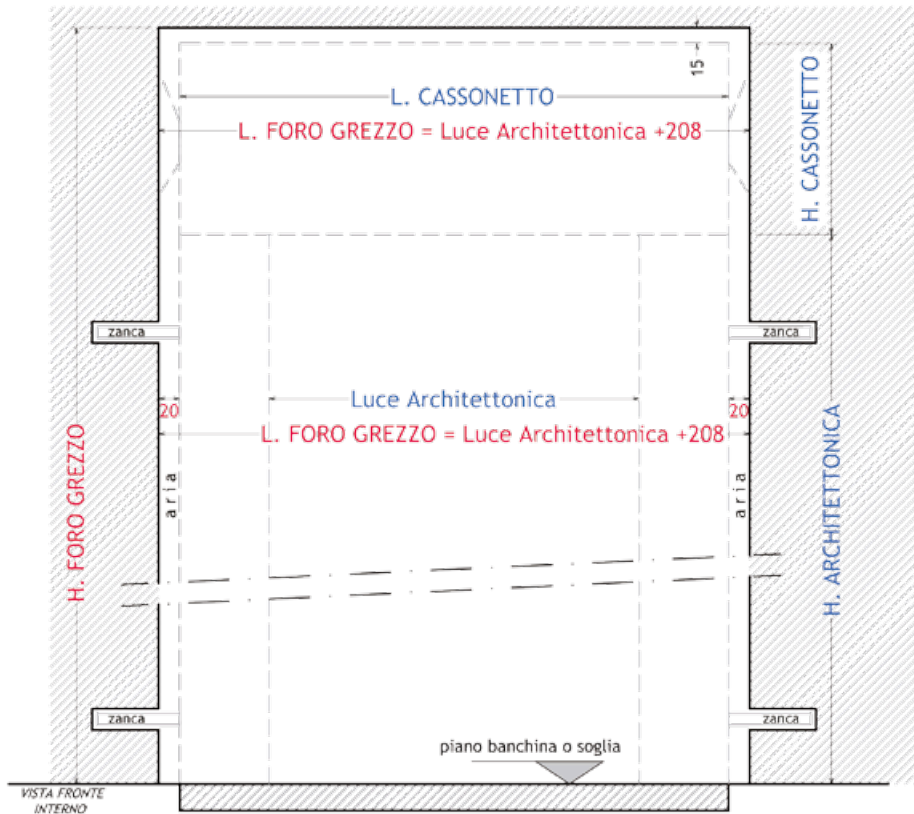 15
L. CASSONETTO
L. FORO GREZZO = Luce Architettonica +208
H. CASSONETTO
zanca
zanca
Luce Architettonica
20
20
L. FORO GREZZO = Luce Architettonica +208
H. FORO GREZZO
aria
aria
H. ARCHITETTONICA
zanca
zanca
piano banchina o soglia
VISTA FRONTE
INTERNO